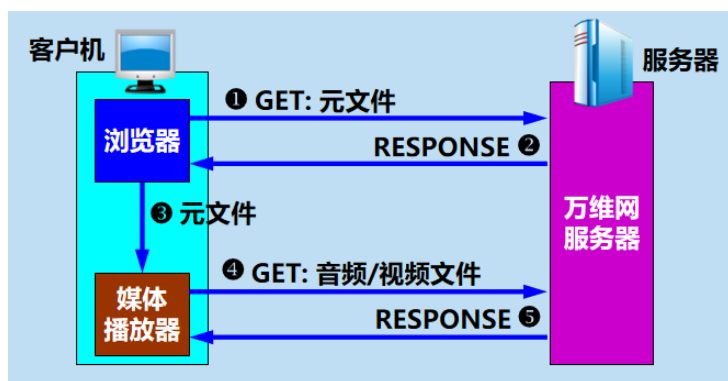 客户机
服务器
❶ GET: 元文件
浏览器
RESPONSE ❷
❸ 元文件
万维网
服务器
❹ GET: 音频/视频文件
媒体
播放器
RESPONSE ❺